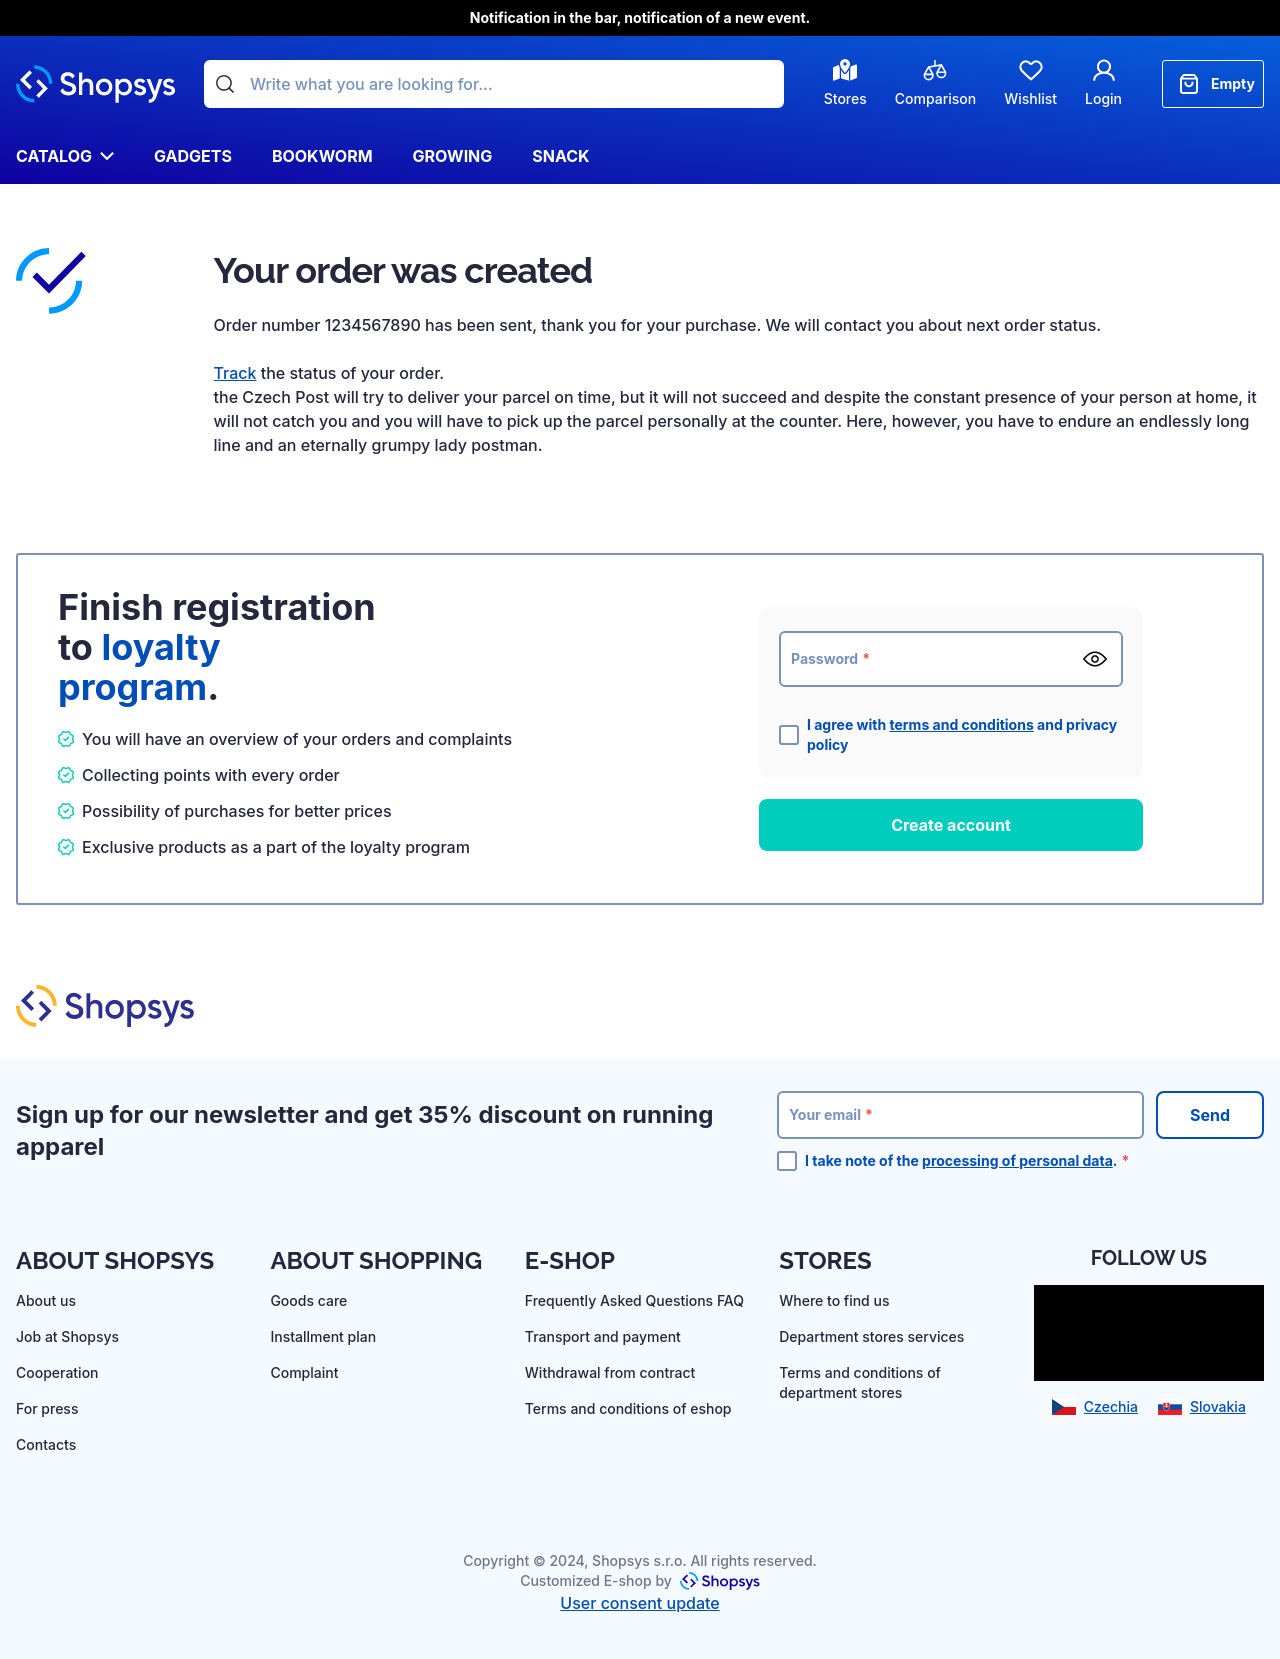 Notification in the bar, notification of a new event.
Shopsys
Write what you are looking for...
Stores
Comparison
Wishlist
Login
Empty
CATALOG
GADGETS
BOOKWORM
GROWING
SNACK
Your order was created
Order number 1234567890 has been sent, thank you for your purchase. We will contact you about next order status.
Track the status of your order.
the Czech Post will try to deliver your parcel on time, but it will not succeed and despite the constant presence of your person at home, it
will not catch you and you will have to pick up the parcel personally at the counter. Here, however, you have to endure an endlessly long
line and an eternally grumpy lady postman.
Finish registration
to loyalty
program.
You will have an overview of your orders and complaints
Collecting points with every order
Possibility of purchases for better prices
Exclusive products as a part of the loyalty program
Password *
I agree with terms and conditions and privacy
policy
Create account
Shopsys
Sign up for our newsletter and get 35% discount on running
apparel
Your email *
Send
I take note of the processing of personal data. *
ABOUT SHOPSYS
About us
Job at Shopsys
Cooperation
For press
Contacts
ABOUT SHOPPING
Goods care
Installment plan
Complaint
E-SHOP
Frequently Asked Questions FAQ
Transport and payment
Withdrawal from contract
Terms and conditions of eshop
STORES
Where to find us
Department stores services
Terms and conditions of
department stores
FOLLOW US
Czechia
Slovakia
Copyright © 2024, Shopsys s.r.o. All rights reserved.
Customized E-shop by Shopsys
User consent update